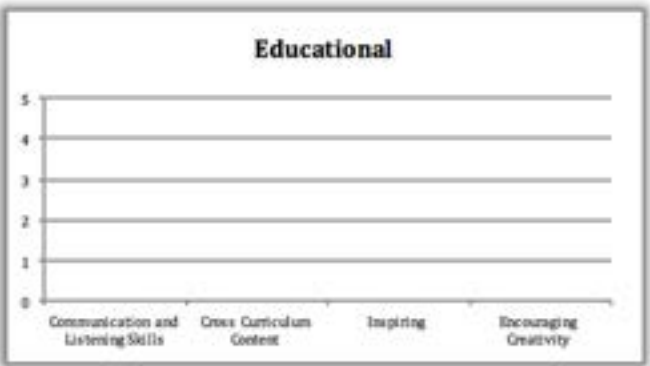 Educational
5
4
3
2
1
0
Communication and
Listening Skills
Cross Curriculum
Content
Inspiring
Encouraging
Creativity